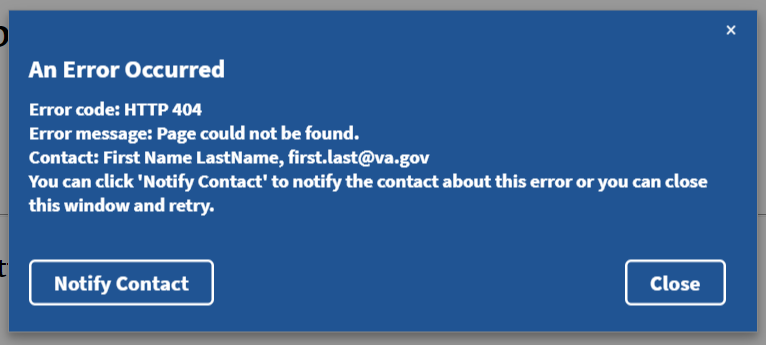 ×
An Error Occurred
Error code: HTTP 404
Error message: Page could not be found.
Contact: First Name LastName, first.last@va.gov
You can click 'Notify Contact' to notify the contact about this error or you can close
this window and retry.
Notify Contact
Close